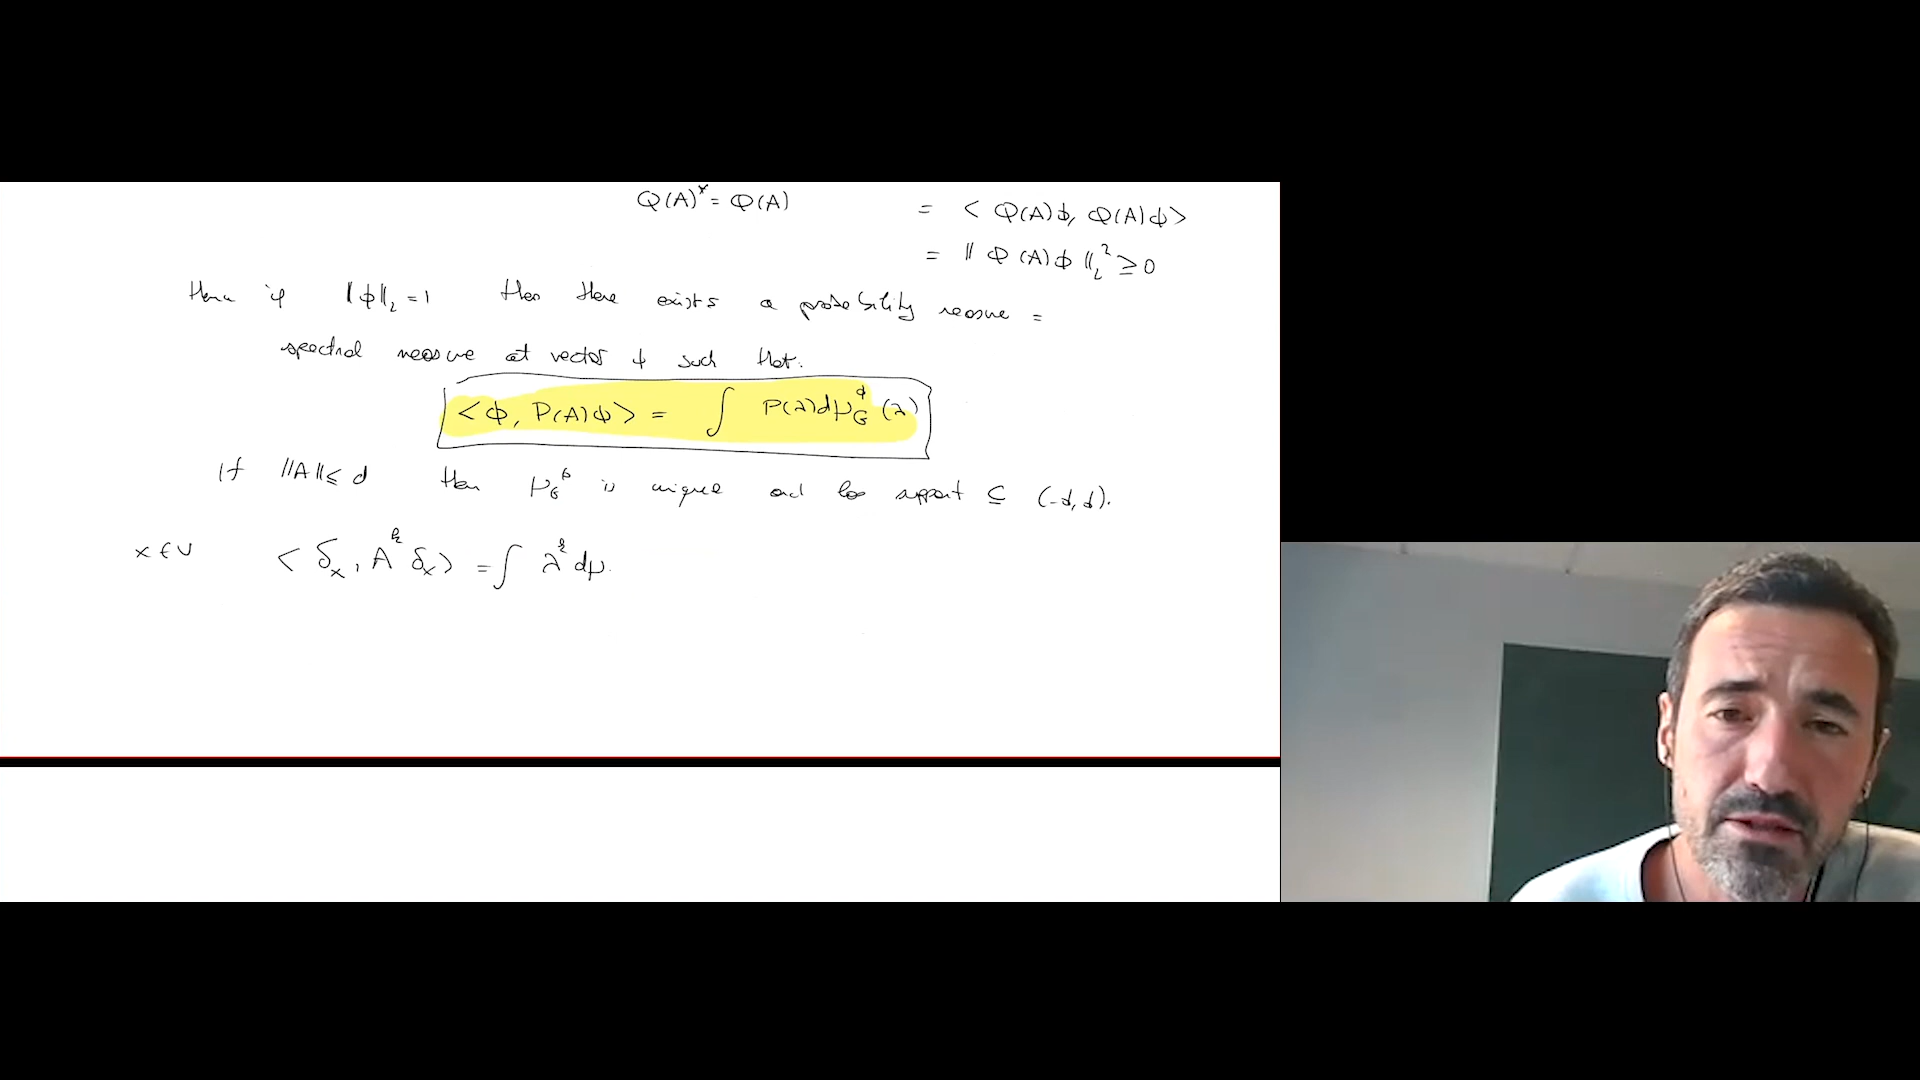 Q(A)* = Q(A)
= < Q(A)ϕ, Q(A)ϕ>
= || Q(A)ϕ ||₂² ≥ 0
Hence if ||ϕ||₂ = 1 then there exists a probability measure =
spectral measure at vector ϕ such that:
<ϕ, P(A)ϕ> = ∫ P(λ)dμ_G^ϕ(λ)
If ||A|| ≤ d then μ_G^ϕ is unique and has support ⊆ (-d, d).
x ∈ V < δ_x, A^k δ_x> = ∫ λ^k dμ.